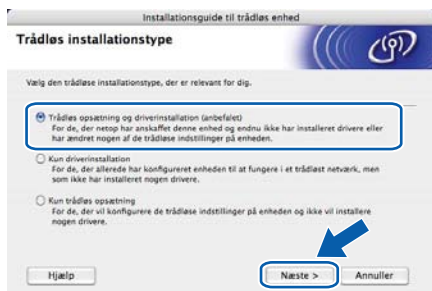 Installationsguide til trådløs enhed
Trådløs installationstype
Vælg den trådløse installationstype, der er relevant for dig.
Trådløs opsætning og driverinstallation (anbefalet)
For de, der netop har anskaffet denne enhed og endnu ikke har installeret drivere eller
har ændret nogen af de trådløse indstillinger på enheden.
Kun driverinstallation
For de, der allerede har konfigureret enheden til at fungere i et trådløst netværk, men
som ikke har installeret nogen drivere.
Kun trådløs opsætning
For de, der vil konfigurere de trådløse indstillinger på enheden og ikke vil installere
nogen drivere.
Hjælp
Næste >
Annuller